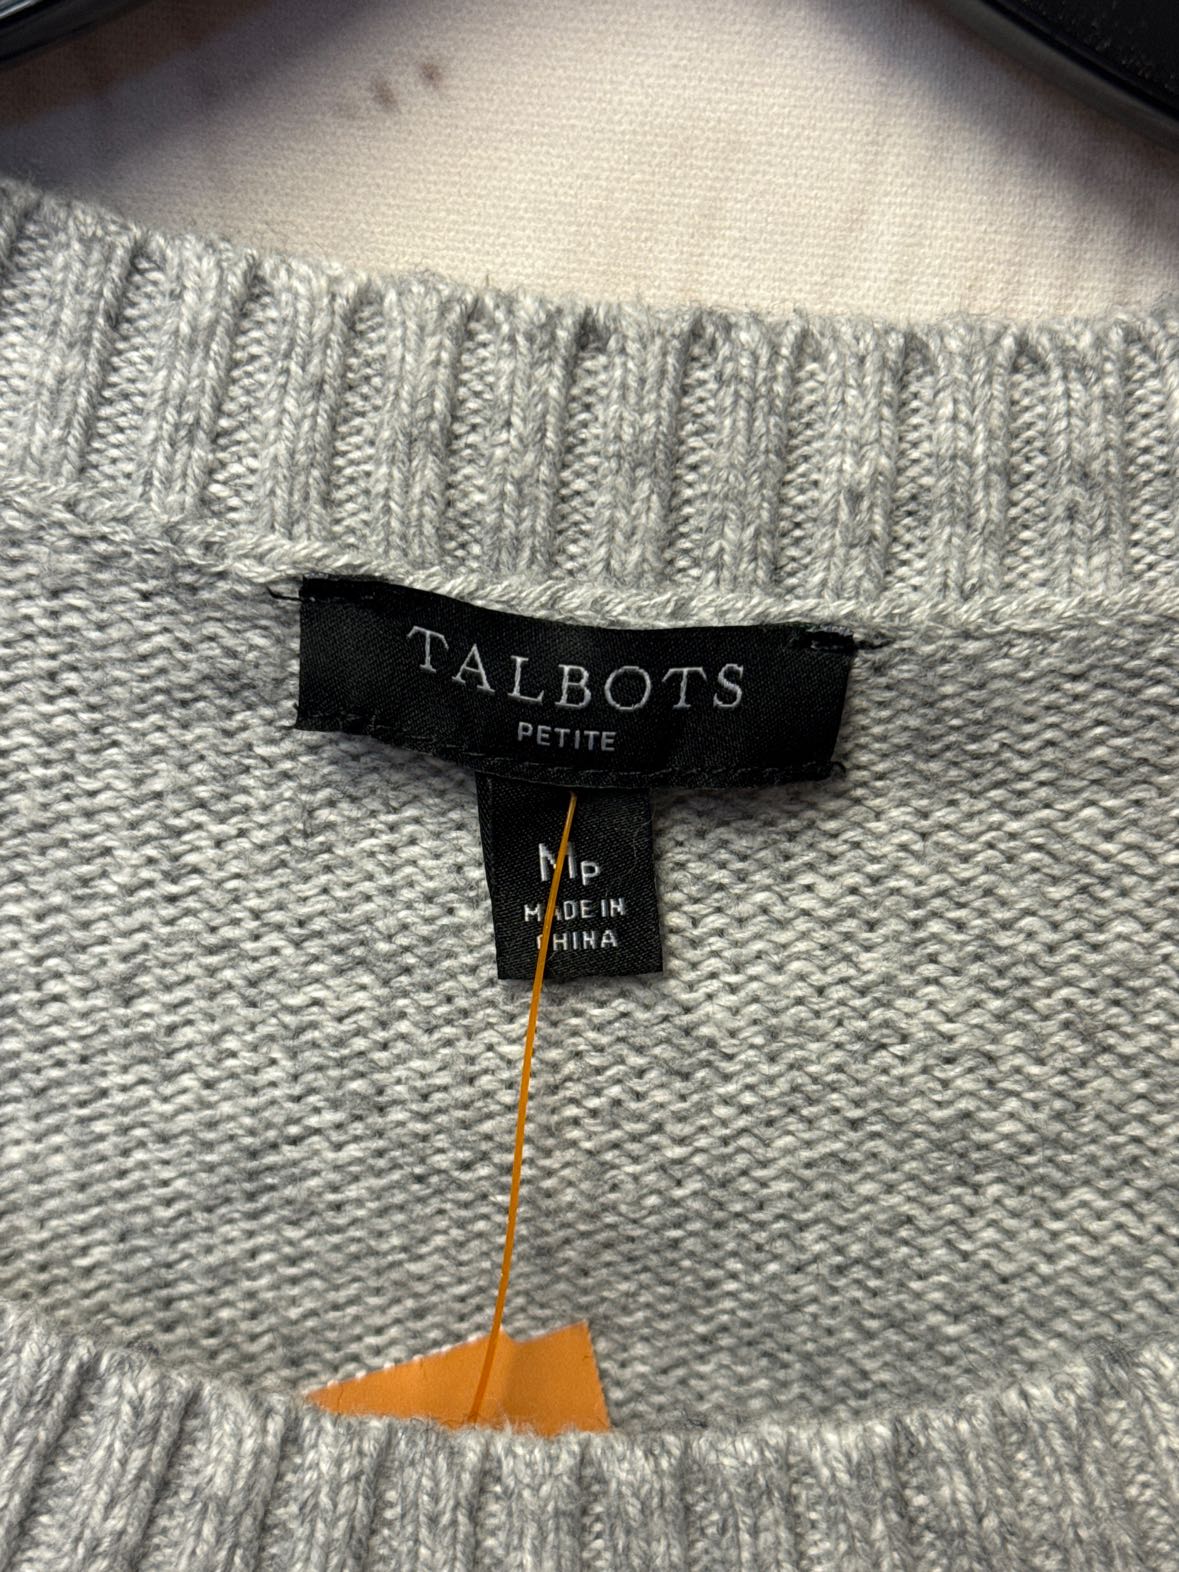 TALBOTS
PETITE
MP
MADE IN
CHINA